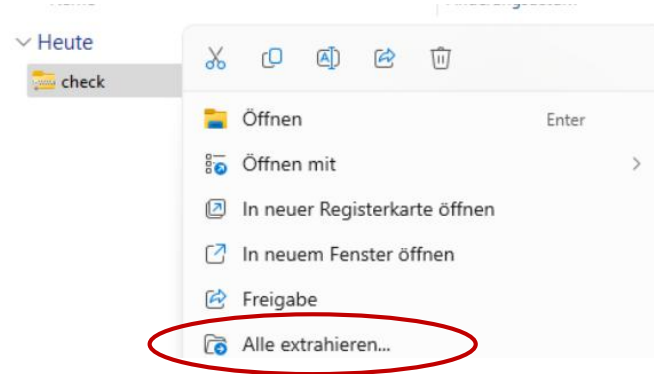 Heute
check
Öffnen Enter
Öffnen mit
In neuer Registerkarte öffnen
In neuem Fenster öffnen
Freigabe
Alle extrahieren...